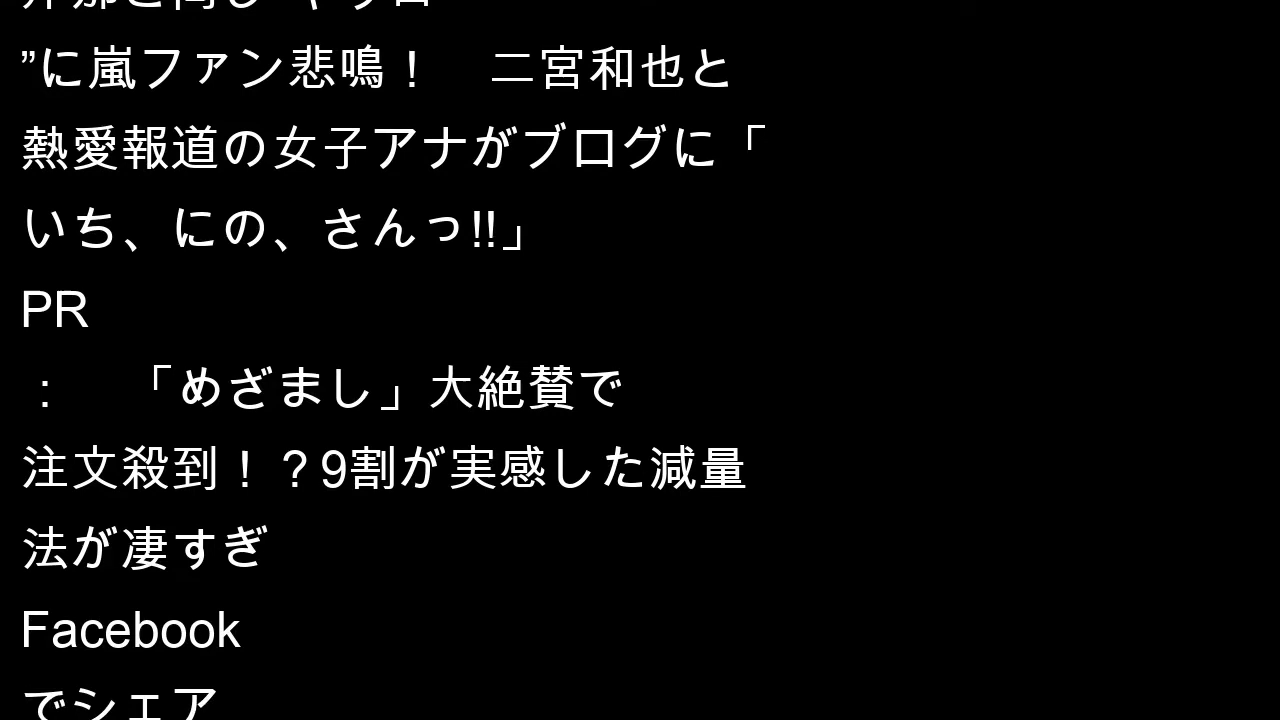 ”に嵐ファン悲鳴！　二宮和也と
熱愛報道の女子アナがブログに「
いち、にの、さんっ!!」
PR
：　「めざまし」大絶賛で
注文殺到！？9割が実感した減量
法が凄すぎ
Facebook
でシェア